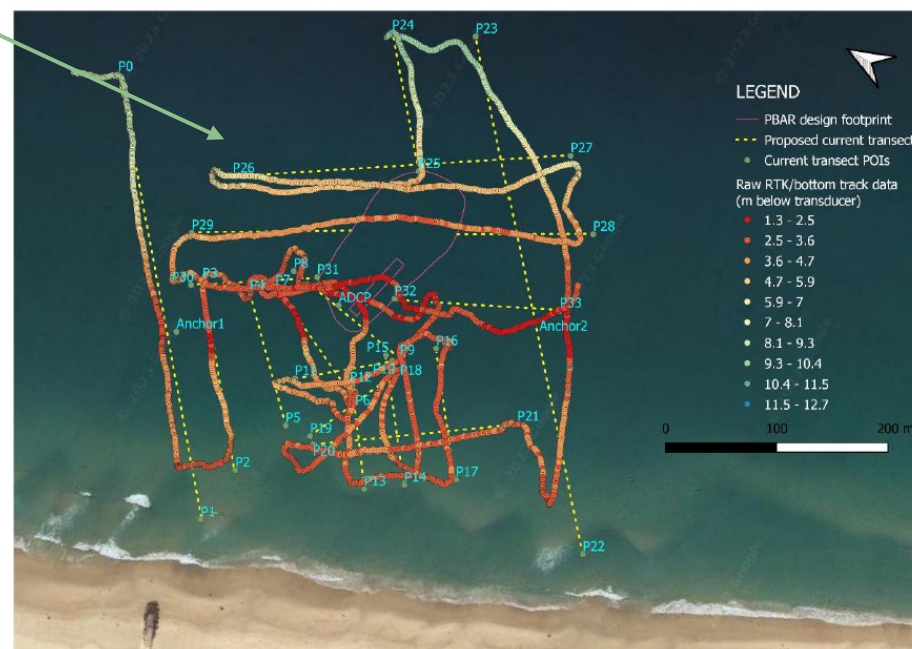 P24
P23
P0
LEGEND
PBAR design footprint
Proposed current transect
Current transect POIs
Raw RTK/bottom track data
(m below transducer)
1.3 - 2.5
2.5 - 3.6
3.6 - 4.7
4.7 - 5.9
5.9 - 7
7 - 8.1
8.1 - 9.3
9.3 - 10.4
10.4 - 11.5
11.5 - 12.7
0 100 200 m
P27
P26
P25
P29
P28
P8
P30
P3
P4
P7
P31
P32
ADCP
P33
Anchor1
Anchor2
P16
P15
P9
P10
P18
P11
P12
P6
P5
P21
P19
P20
P2
P13
P14
P17
P1
P22